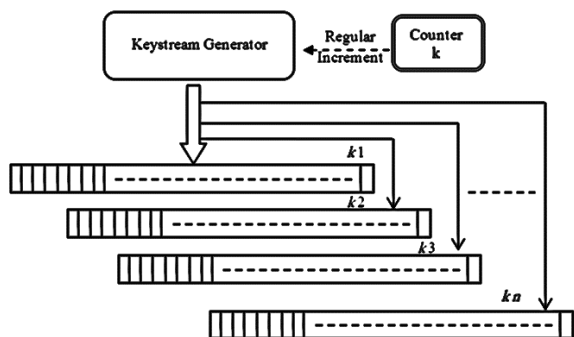 Keystream Generator
Regular
Increment
Counter
k
k1
k2
k3
kn